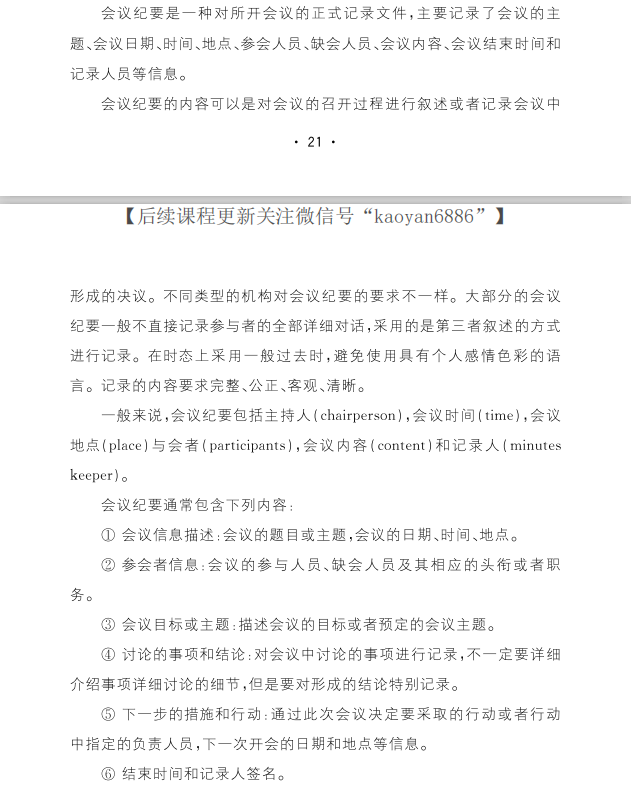 会议纪要是一种对所开会议的正式记录文件,主要记录了会议的主
题、会议日期、时间、地点、参会人员、缺会人员、会议内容、会议结束时间和
记录人员等信息。
会议纪要的内容可以是对会议的召开过程进行叙述或者记录会议中
• 21 •
【后续课程更新关注微信号“kaoyan6886”】
形成的决议。不同类型的机构对会议纪要的要求不一样。大部分的会议
纪要一般不直接记录参与者的全部详细对话,采用的是第三者叙述的方式
进行记录。在时态上采用一般过去时,避免使用具有个人感情色彩的语
言。记录的内容要求完整、公正、客观、清晰。
一般来说,会议纪要包括主持人(chairperson),会议时间(time),会议
地点(place)与会者(participants),会议内容(content)和记录人(minutes
keeper)。
会议纪要通常包含下列内容:
① 会议信息描述:会议的题目或主题,会议的日期、时间、地点。
② 参会者信息:会议的参与人员、缺会人员及其相应的头衔或者职
务。
③ 会议目标或主题:描述会议的目标或者预定的会议主题。
④ 讨论的事项和结论:对会议中讨论的事项进行记录,不一定要详细
介绍事项详细讨论的细节,但是要对形成的结论特别记录。
⑤ 下一步的措施和行动:通过此次会议决定要采取的行动或者行动
中指定的负责人员,下一次开会的日期和地点等信息。
⑥ 结束时间和记录人签名。